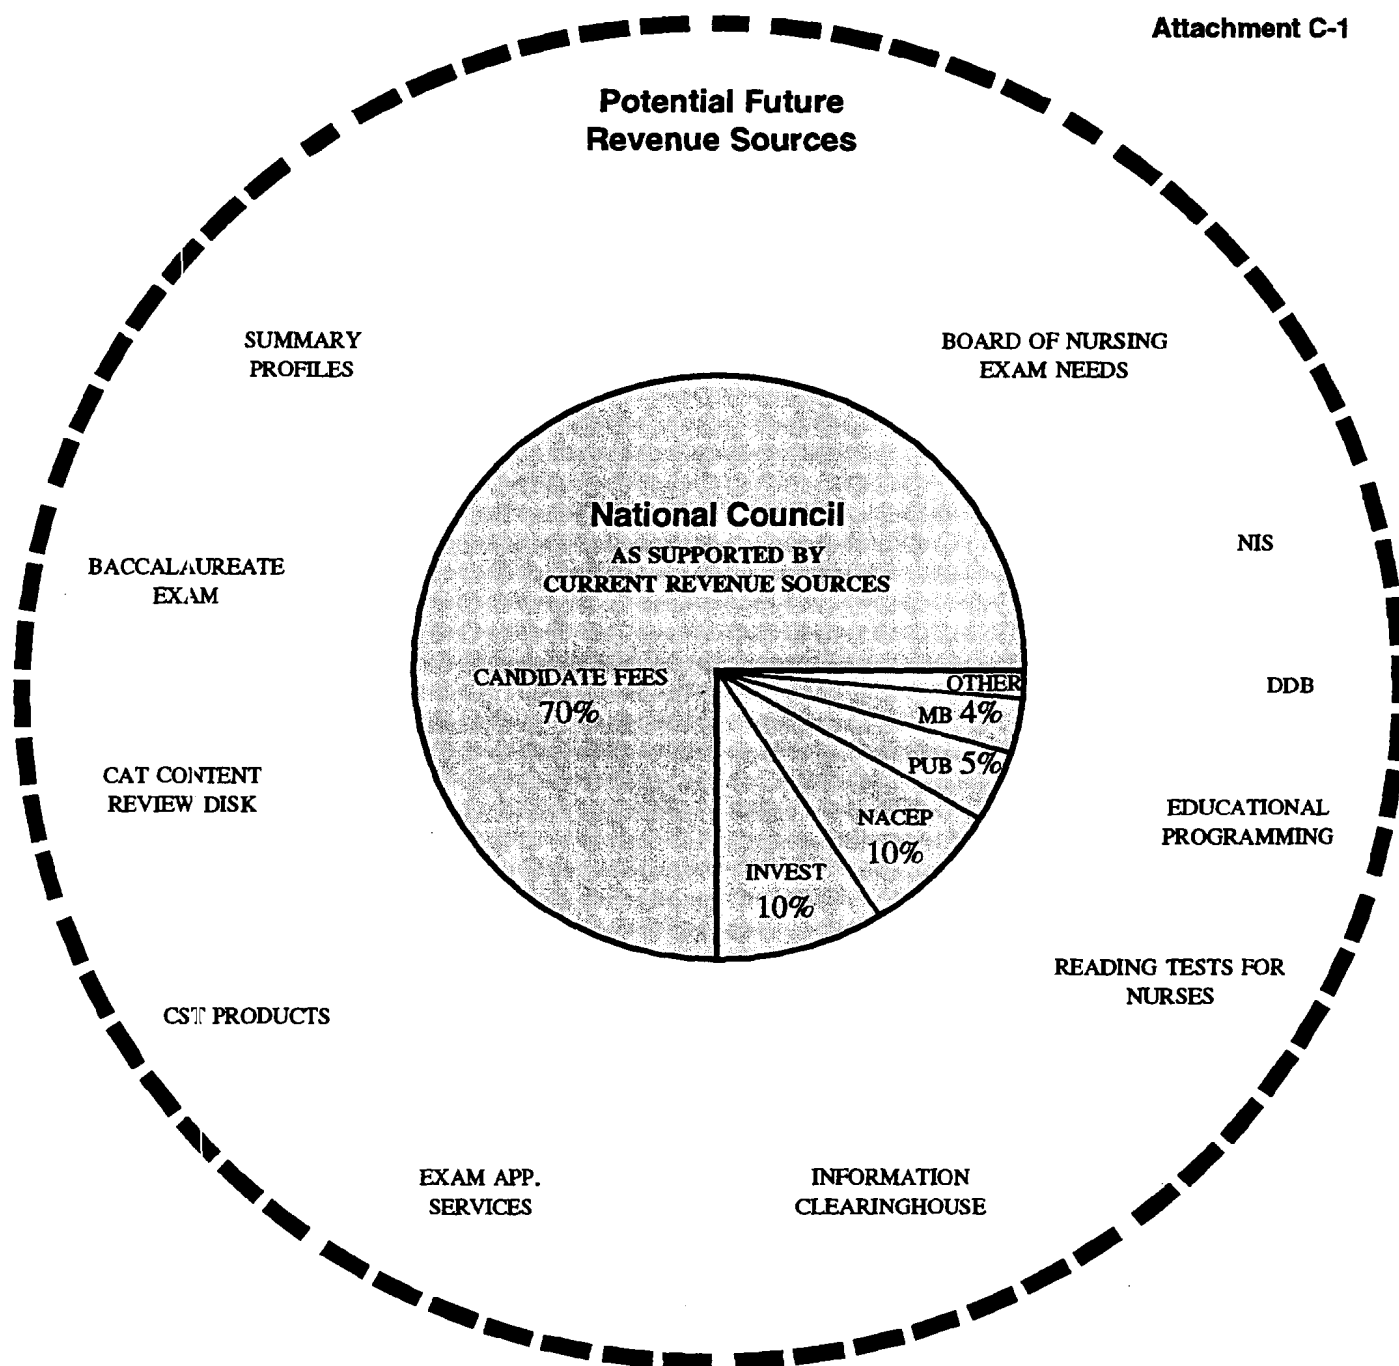 Attachment C-1
Potential Future
Revenue Sources
SUMMARY
PROFILES
BOARD OF NURSING
EXAM NEEDS
National Council
AS SUPPORTED BY
CURRENT REVENUE SOURCES
NIS
BACCALAUREATE
EXAM
CANDIDATE FEES
70%
OTHER
MB 4%
PUB 5%
NACEP
10%
INVEST
10%
DDB
CAT CONTENT
REVIEW DISK
EDUCATIONAL
PROGRAMMING
READING TESTS FOR
NURSES
CST PRODUCTS
EXAM APP.
SERVICES
INFORMATION
CLEARINGHOUSE